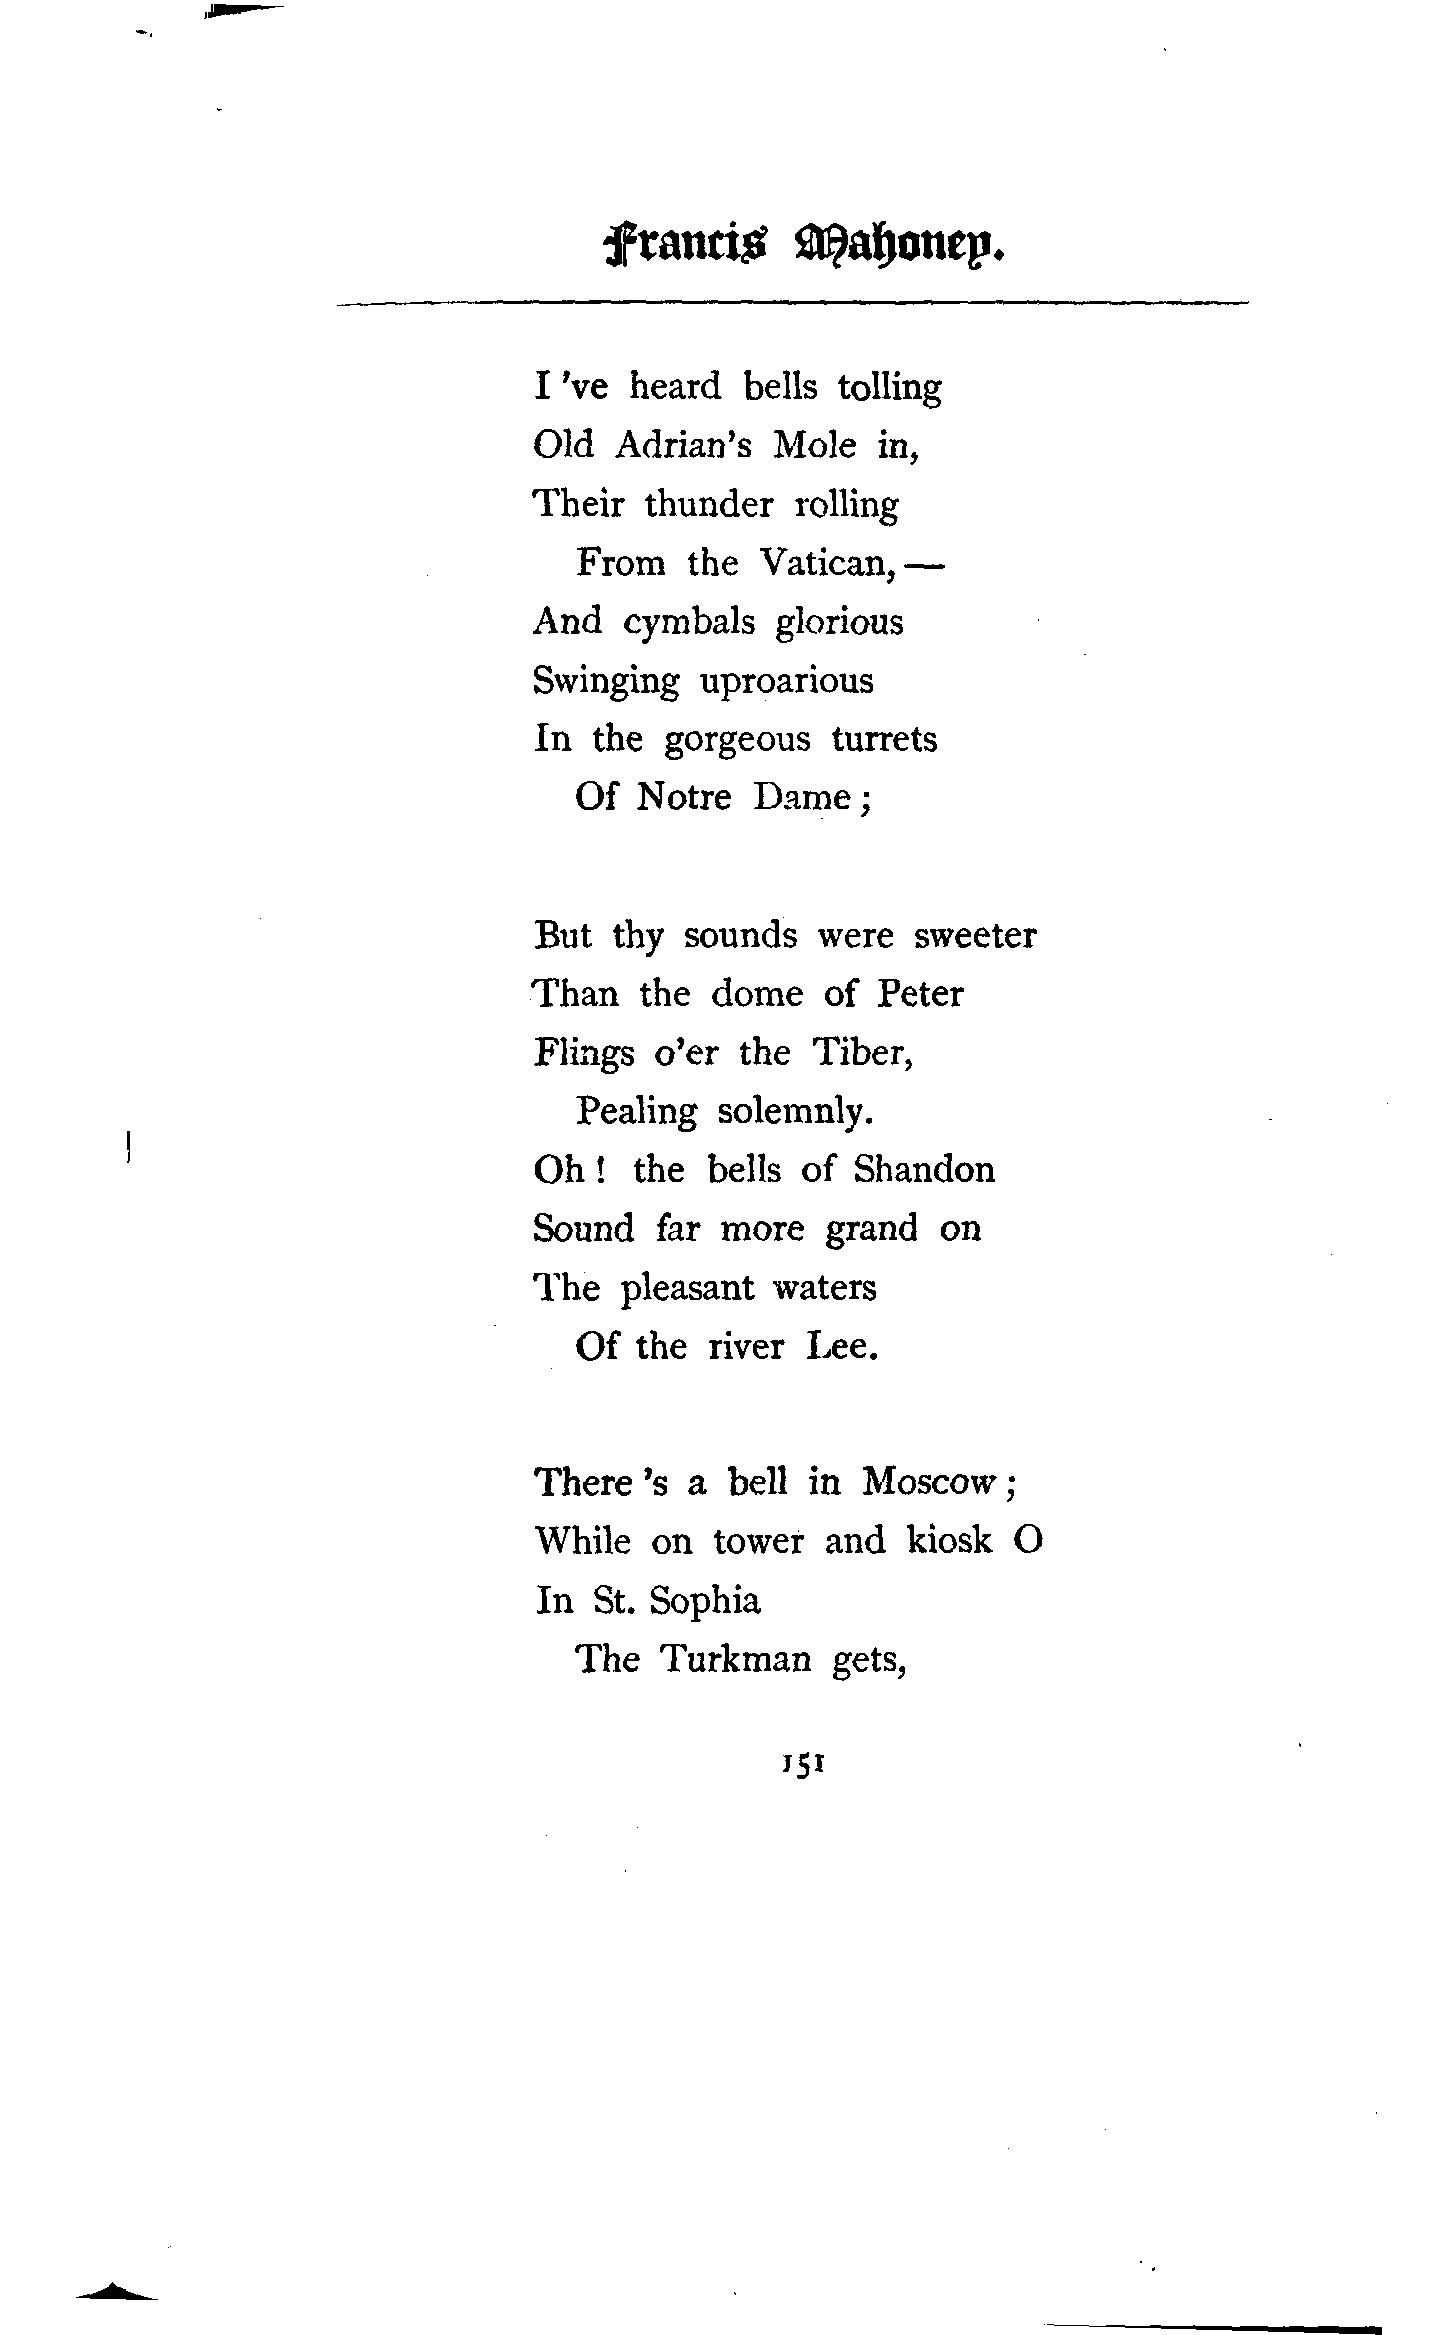 Francis Mahoney.
I 've heard bells tolling
Old Adrian's Mole in,
Their thunder rolling
From the Vatican,—
And cymbals glorious
Swinging uproarious
In the gorgeous turrets
Of Notre Dame;
But thy sounds were sweeter
Than the dome of Peter
Flings o'er the Tiber,
Pealing solemnly.
Oh! the bells of Shandon
Sound far more grand on
The pleasant waters
Of the river Lee.
There 's a bell in Moscow;
While on tower and kiosk O
In St. Sophia
The Turkman gets,
151